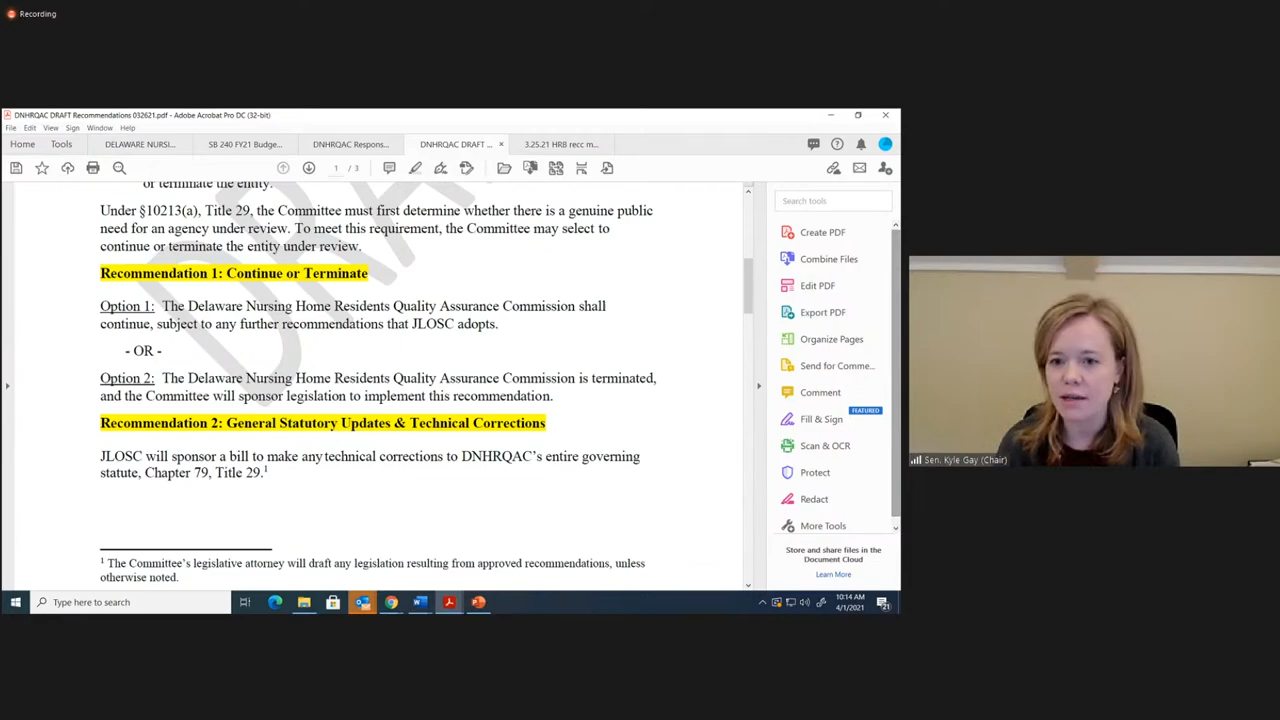 Recording
DNHRQAC DRAFT Recommendations 032621.pdf - Adobe Acrobat Pro DC (32-bit)
File Edit View Sign Window Help
Home Tools DELAWARE NURSI... SB 240 FY21 Budge... DNHRQAC Respons... DNHRQAC DRAFT ... × 3.25.21 HRB recc m...
1 / 3
or terminate the entity.
Under §10213(a), Title 29, the Committee must first determine whether there is a genuine public
need for an agency under review. To meet this requirement, the Committee may select to
continue or terminate the entity under review.
Recommendation 1: Continue or Terminate
Option 1: The Delaware Nursing Home Residents Quality Assurance Commission shall
continue, subject to any further recommendations that JLOSC adopts.
- OR -
Option 2: The Delaware Nursing Home Residents Quality Assurance Commission is terminated,
and the Committee will sponsor legislation to implement this recommendation.
Recommendation 2: General Statutory Updates & Technical Corrections
JLOSC will sponsor a bill to make any technical corrections to DNHRQAC's entire governing
statute, Chapter 79, Title 29.1
1 The Committee's legislative attorney will draft any legislation resulting from approved recommendations, unless
otherwise noted.
DRA
Search tools
Create PDF
Combine Files
Edit PDF
Export PDF
Organize Pages
Send for Comme...
Comment
Fill & Sign
FEATURED
Scan & OCR
Protect
Redact
More Tools
Store and share files in the
Document Cloud
Learn More
Type here to search
10:14 AM
4/1/2021
21
Sen. Kyle Gay (Chair)